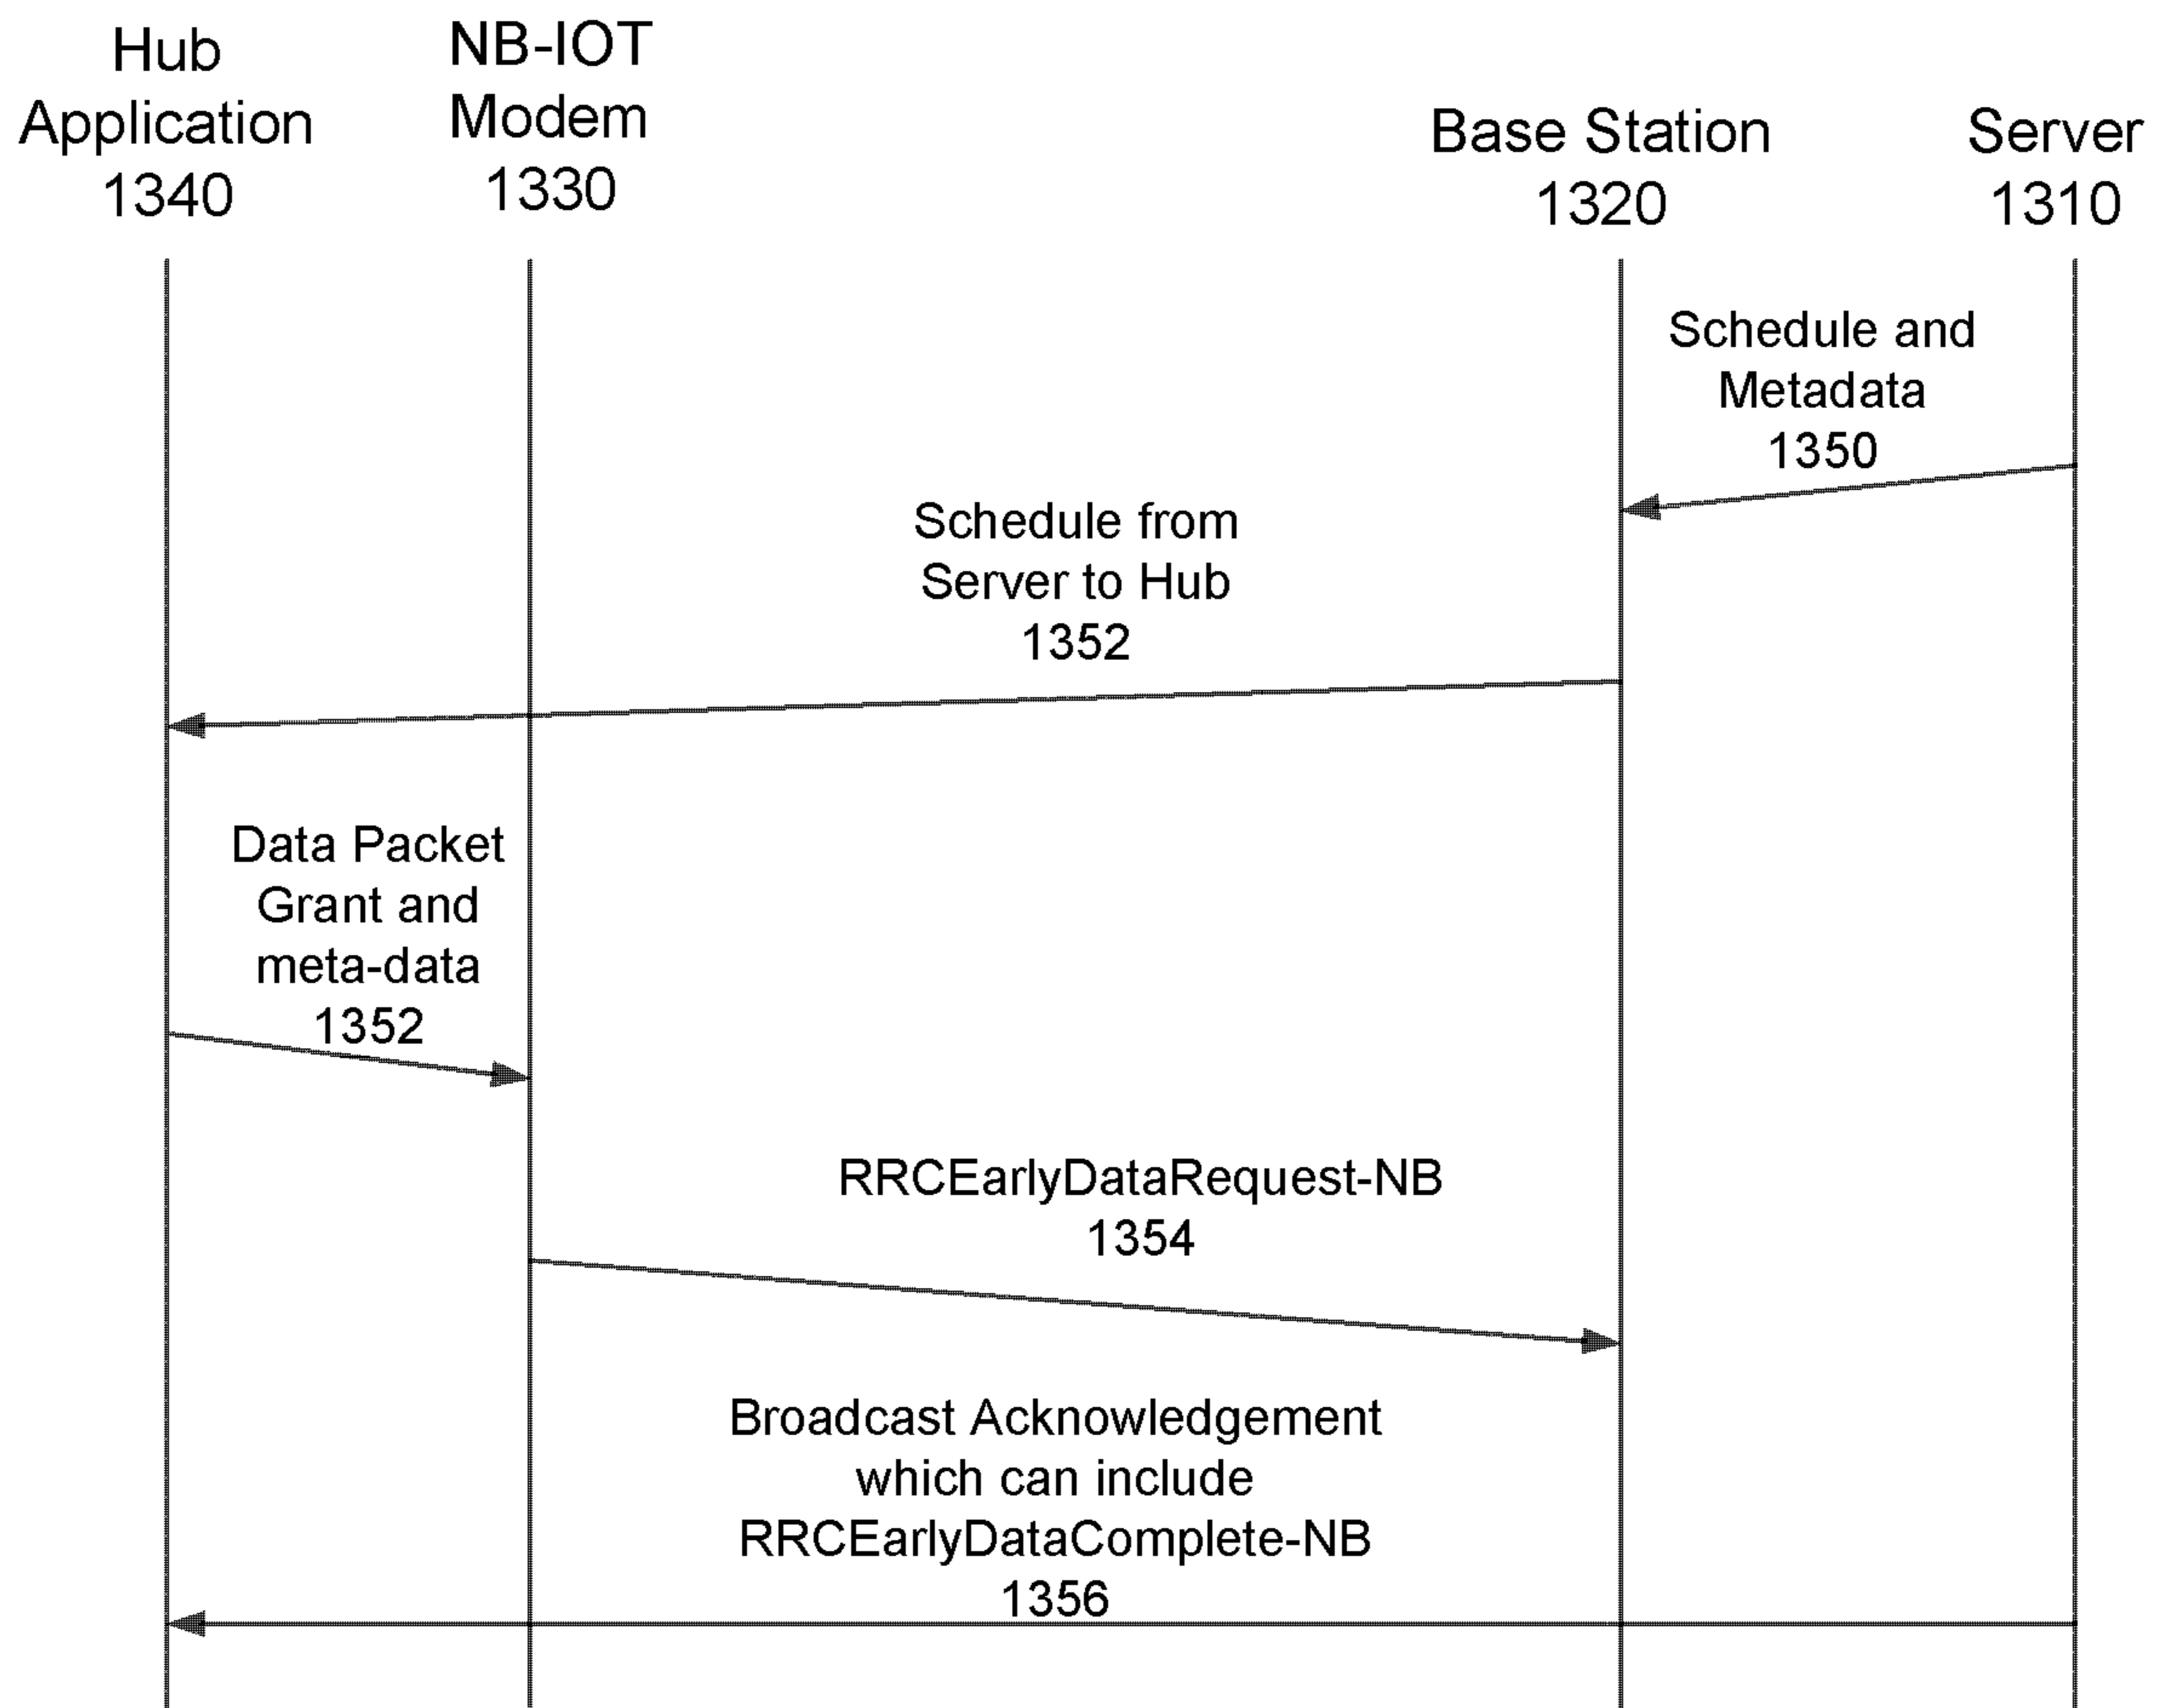 Hub
Application
1340
NB-IOT
Modem
1330
Base Station
1320
Server
1310
Schedule and
Metadata
1350
Schedule from
Server to Hub
1352
Data Packet
Grant and
meta-data
1352
RRCEarlyDataRequest-NB
1354
Broadcast Acknowledgement
which can include
RRCEarlyDataComplete-NB
1356